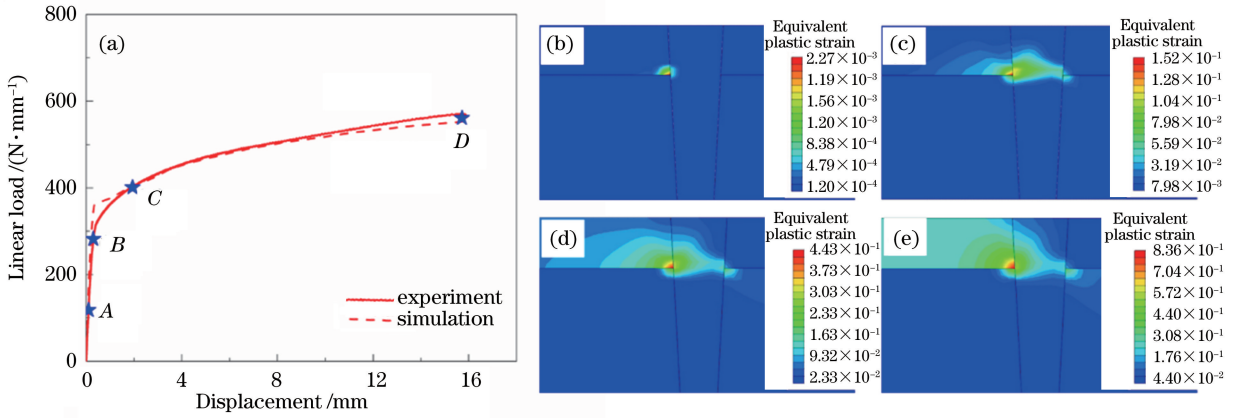 (a)
800
600
400
200
0
Linear load /(N·mm⁻¹)
0 4 8 12 16
Displacement /mm
A
B
C
D
experiment
simulation
(b)
Equivalent
plastic strain
2.27×10⁻³
1.19×10⁻³
1.56×10⁻³
1.20×10⁻³
8.38×10⁻⁴
4.79×10⁻⁴
1.20×10⁻⁴
(c)
Equivalent
plastic strain
1.52×10⁻¹
1.28×10⁻¹
1.04×10⁻¹
7.98×10⁻²
5.59×10⁻²
3.19×10⁻²
7.98×10⁻³
(d)
Equivalent
plastic strain
4.43×10⁻¹
3.73×10⁻¹
3.03×10⁻¹
2.33×10⁻¹
1.63×10⁻¹
9.32×10⁻²
2.33×10⁻²
(e)
Equivalent
plastic strain
8.36×10⁻¹
7.04×10⁻¹
5.72×10⁻¹
4.40×10⁻¹
3.08×10⁻¹
1.76×10⁻¹
4.40×10⁻²